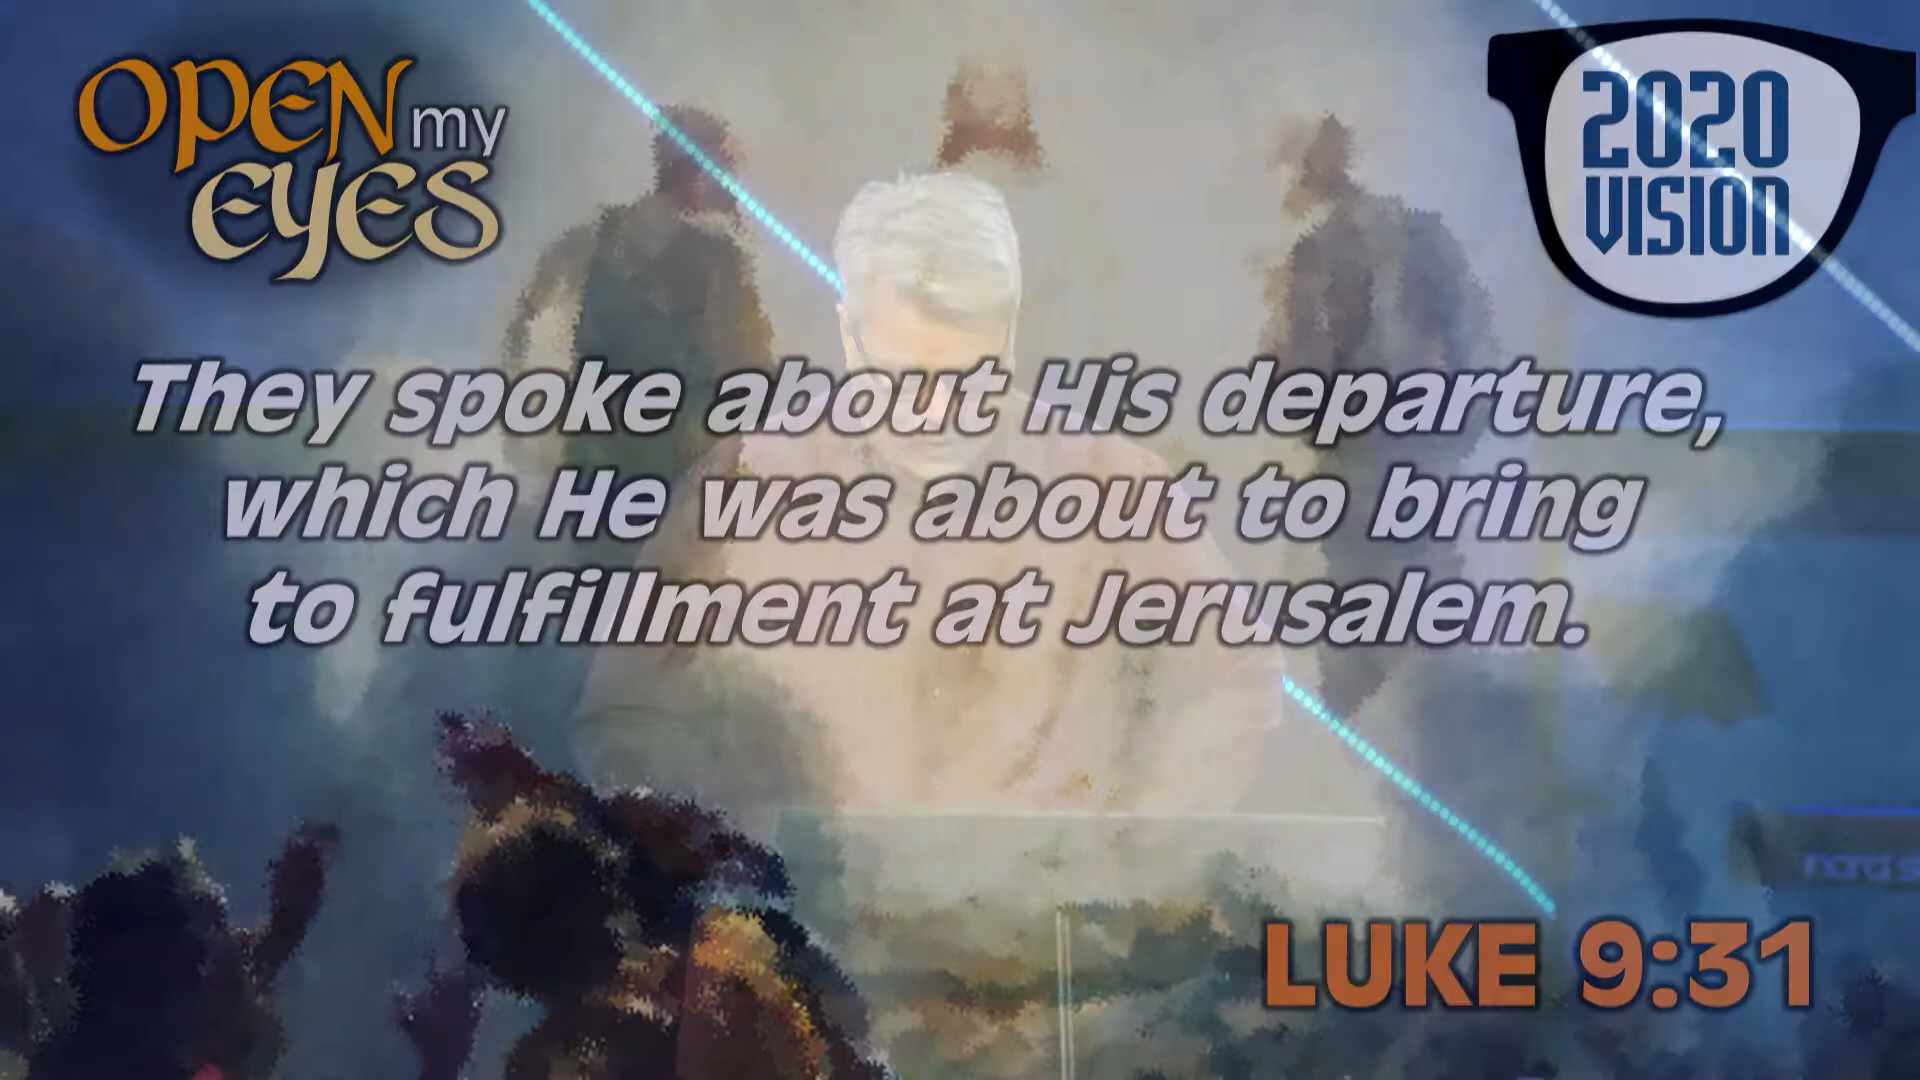 OPEN my
EYES
2020
VISION
They spoke about His departure,
which He was about to bring
to fulfillment at Jerusalem.
LUKE 9:31